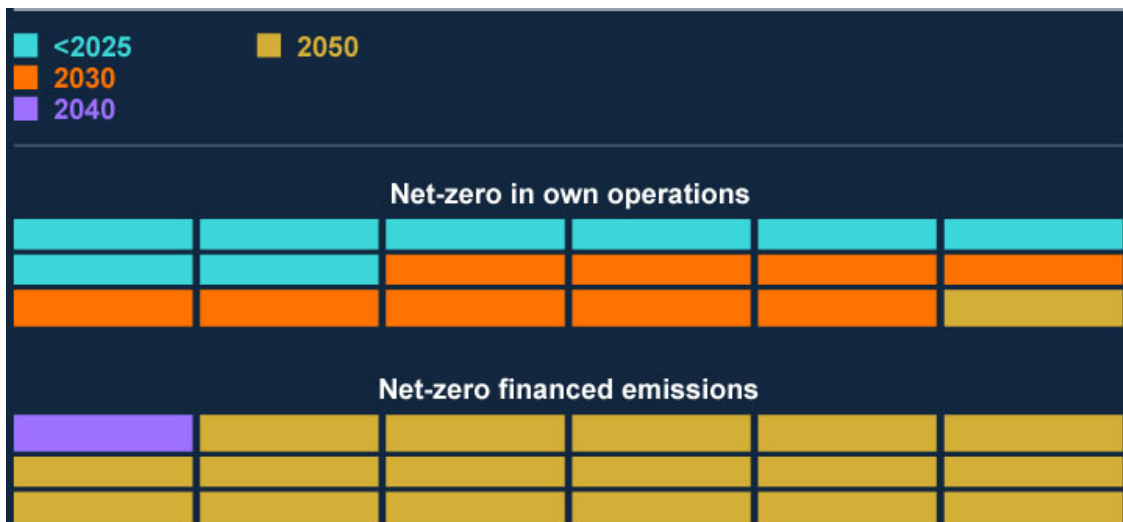 <2025
2050
2030
2040
Net-zero in own operations
Net-zero financed emissions